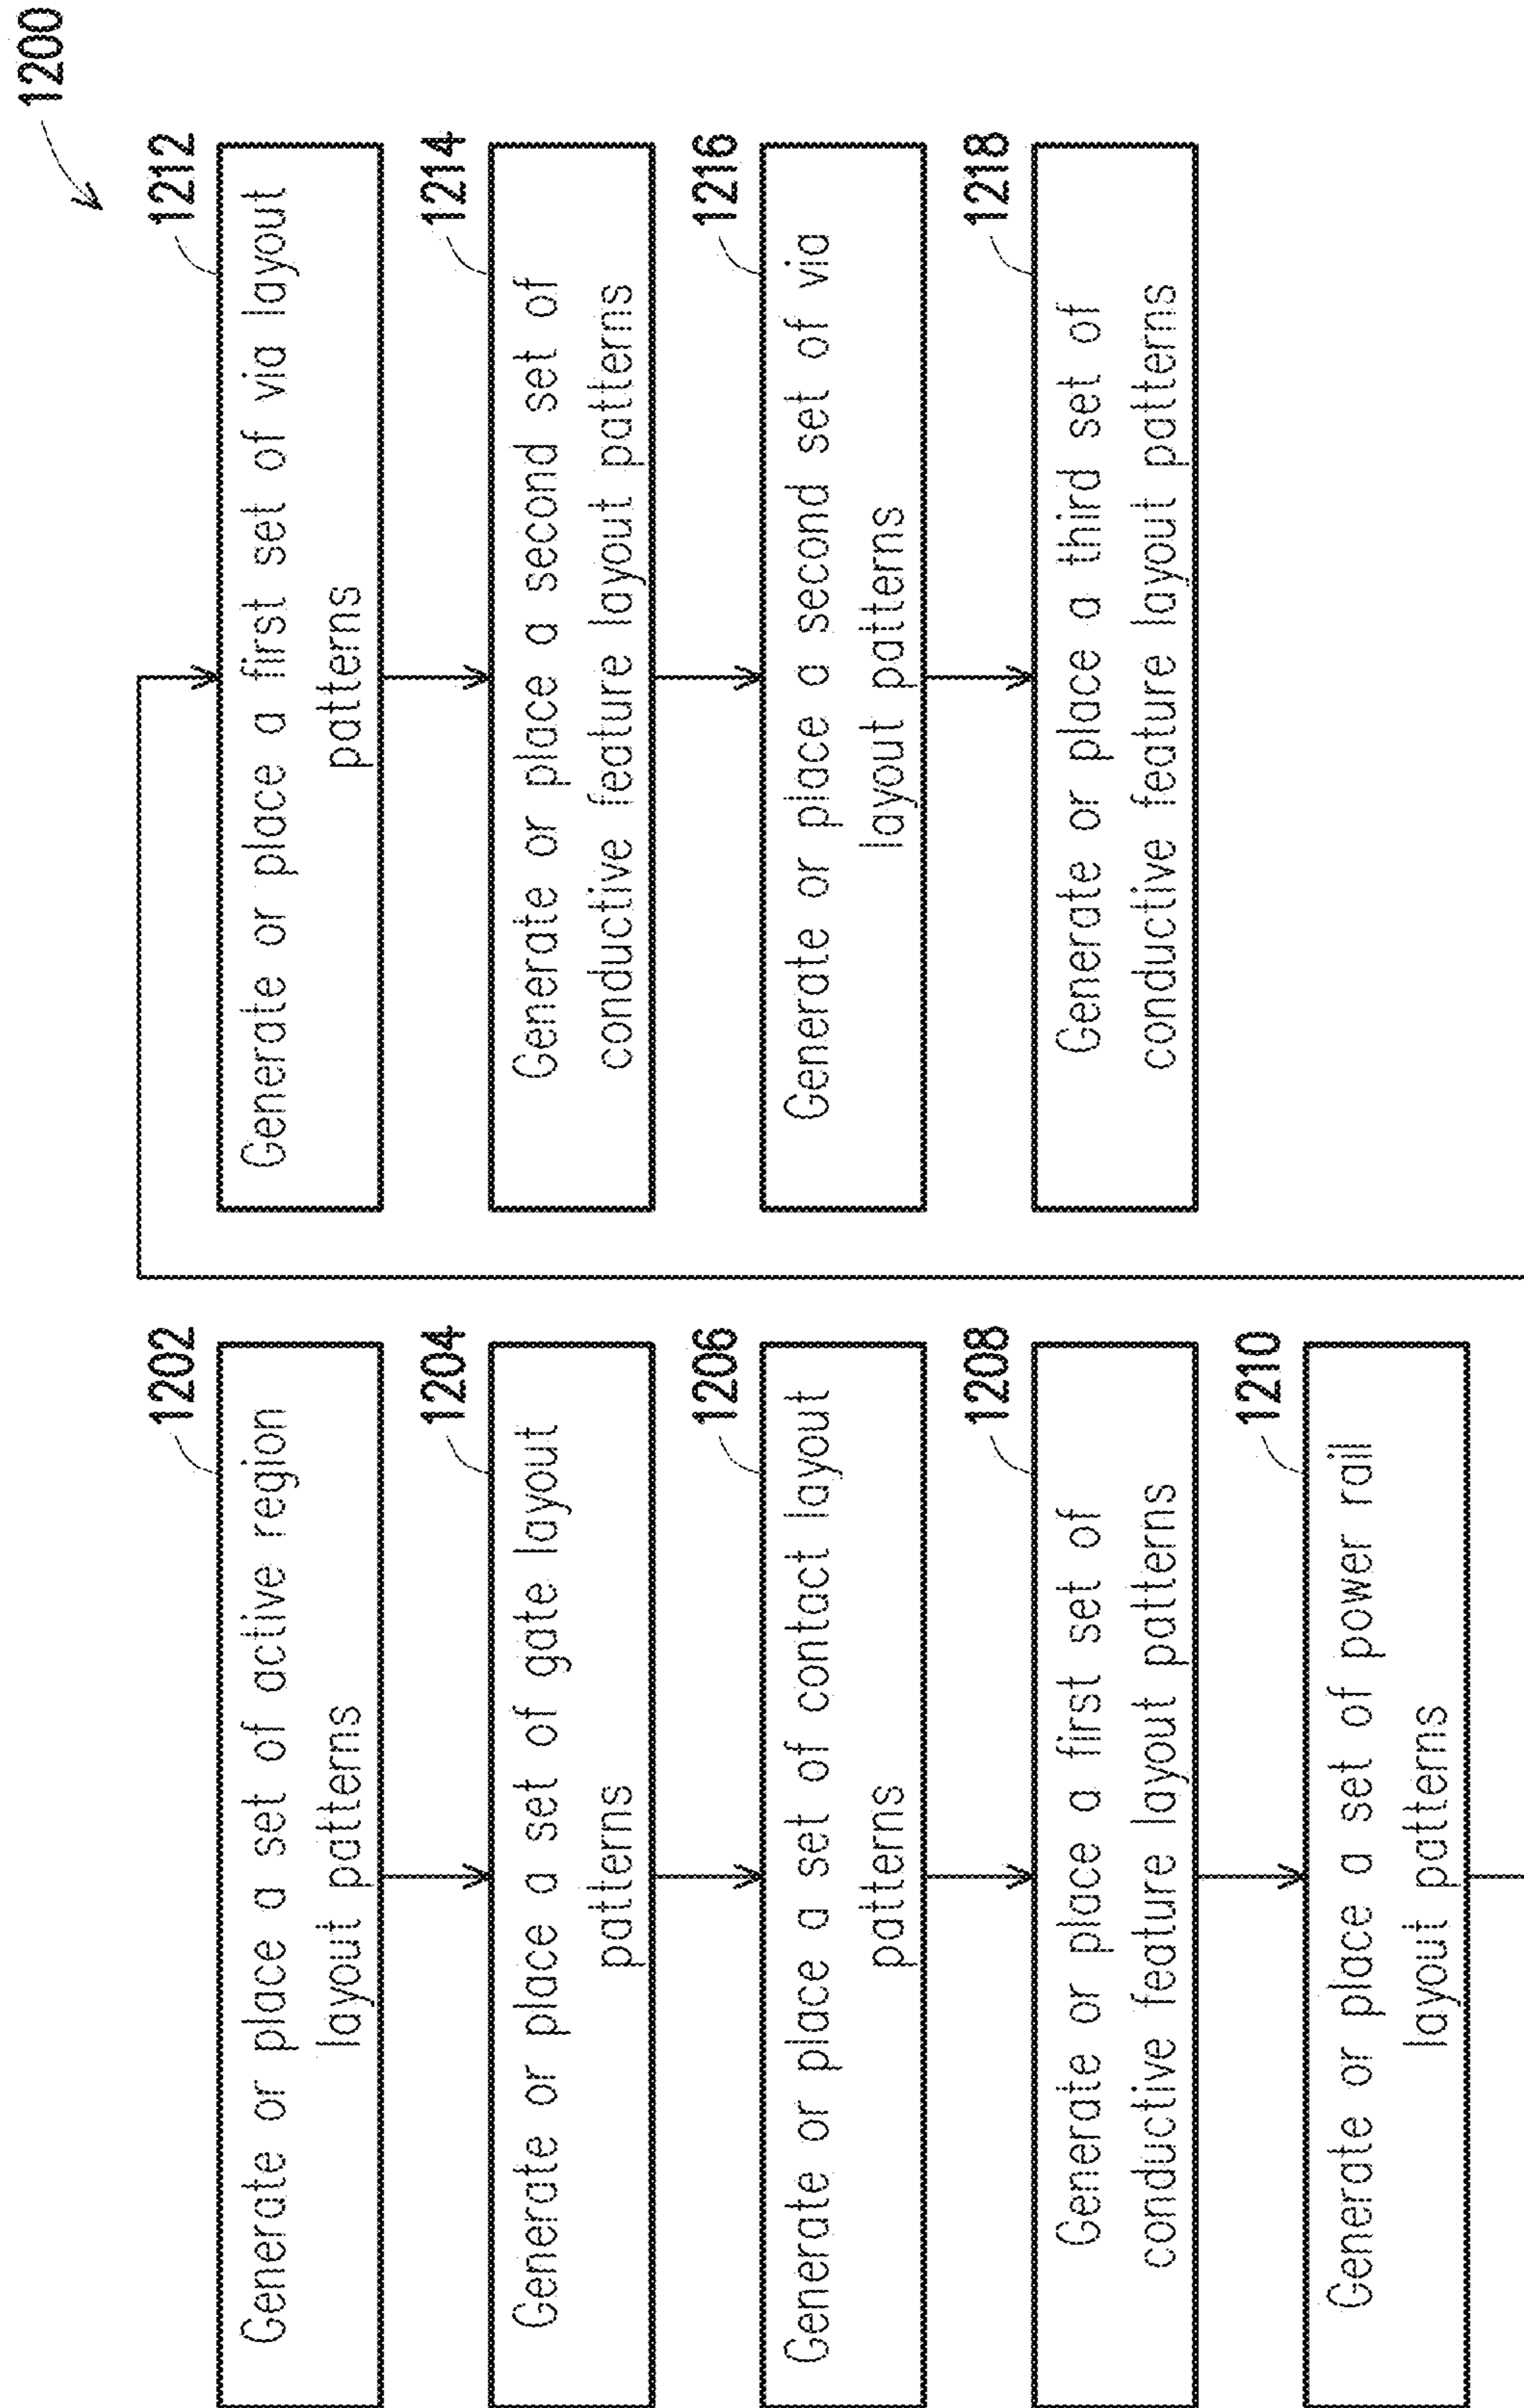 1200
1202
Generate or place a set of active region
layout patterns
1204
Generate or place a set of gate layout
patterns
1206
Generate or place a set of contact layout
patterns
1208
Generate or place a first set of
conductive feature layout patterns
1210
Generate or place a set of power rail
layout patterns
1212
Generate or place a first set of via layout
patterns
1214
Generate or place a second set of
conductive feature layout patterns
1216
Generate or place a second set of via
layout patterns
1218
Generate or place a third set of
conductive feature layout patterns